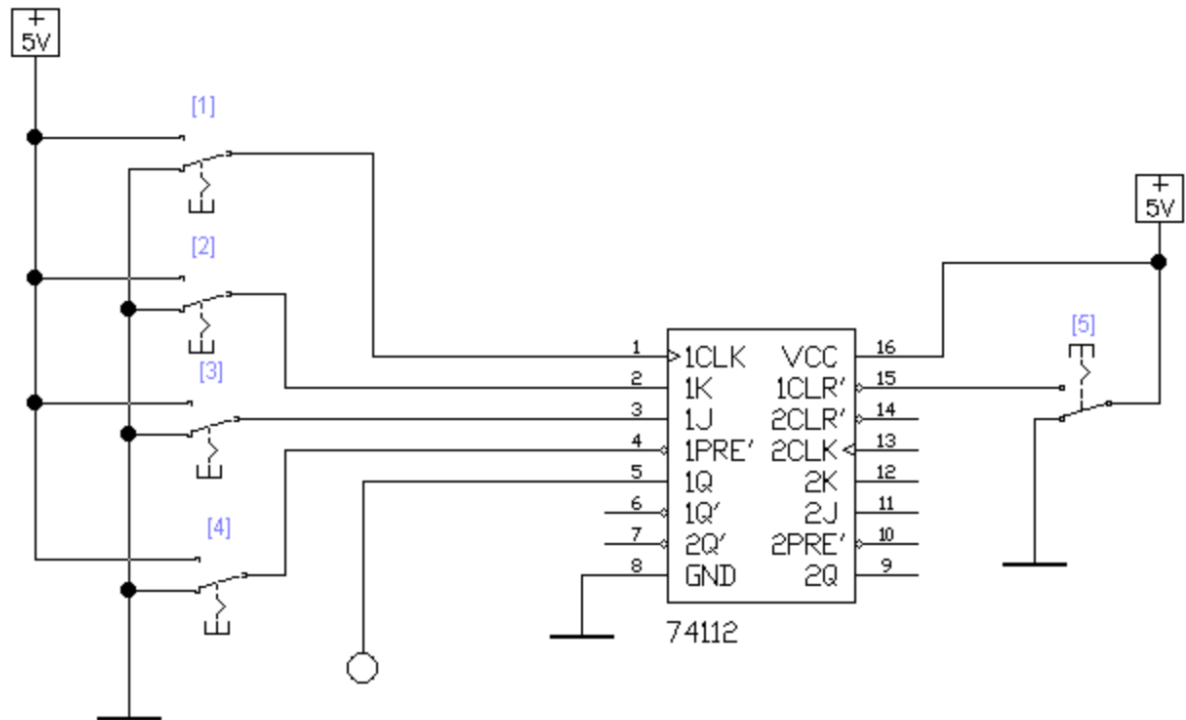 +
5V
[1]
+
5V
[2]
[5]
[3]
1 1CLK VCC 16
2 1K 1CLR' 15
3 1J 2CLR' 14
4 1PRE' 2CLK 13
5 1Q 2K 12
6 1Q' 2J 11
7 2Q' 2PRE' 10
8 GND 2Q 9
[4]
74112